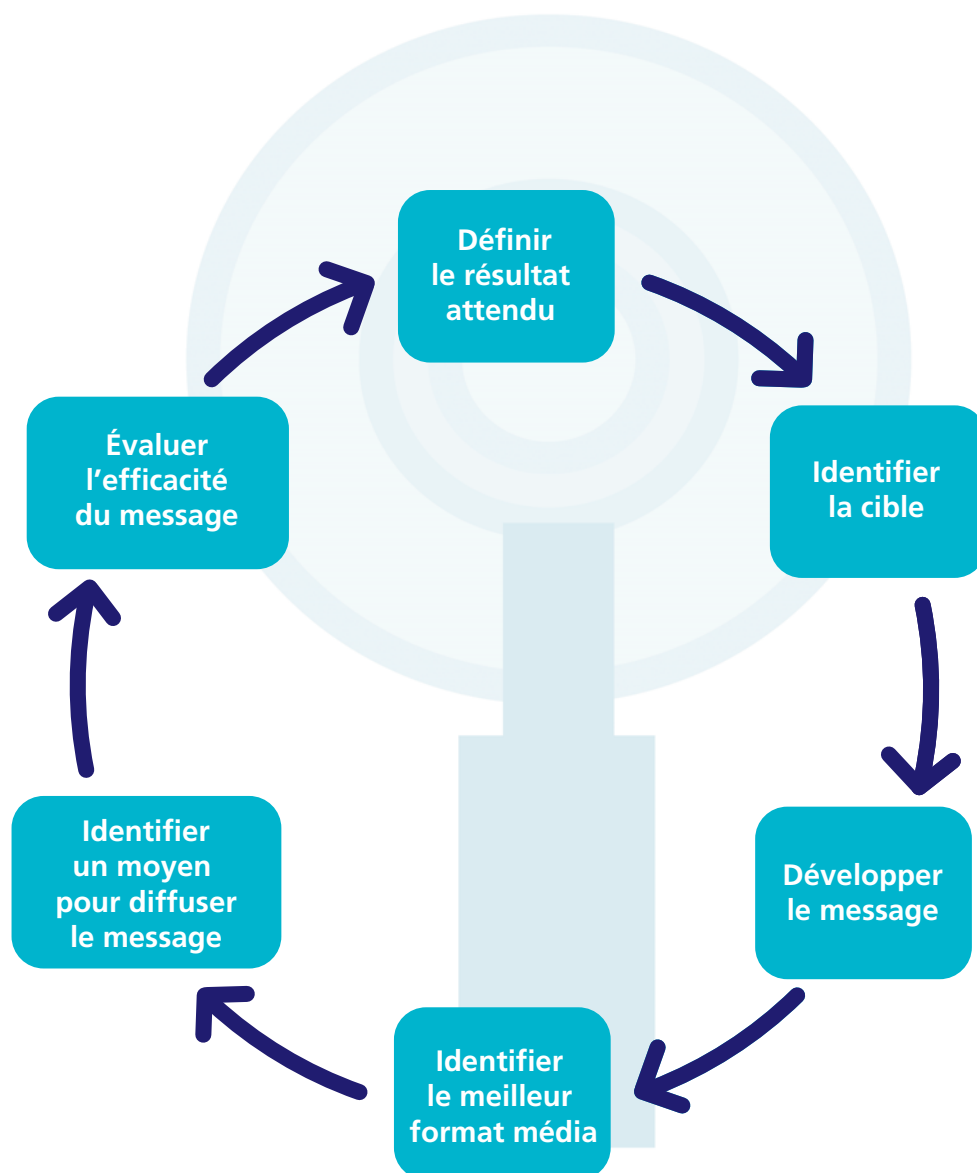 Définir
le résultat
attendu
Identifier
la cible
Développer
le message
Identifier
le meilleur
format média
Identifier
un moyen
pour diffuser
le message
Évaluer
l’efficacité
du message